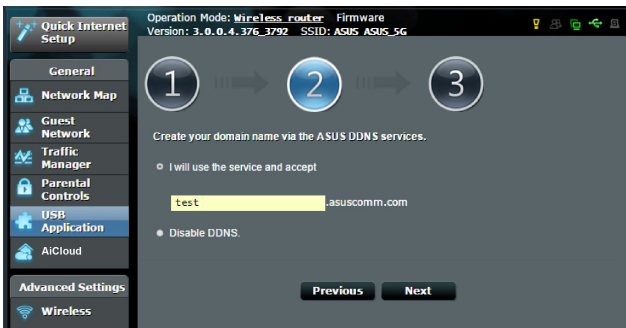 Quick Internet
Setup
General
Network Map
Guest
Network
Traffic
Manager
Parental
Controls
USB
Application
AiCloud
Advanced Settings
Wireless
Operation Mode: Wireless router Firmware
Version: 3.0.0.4.376_3792 SSID: ASUS ASUS_5G
1
2
3
Create your domain name via the ASUS DDNS services.
I will use the service and accept
test .asuscomm.com
Disable DDNS.
Previous Next